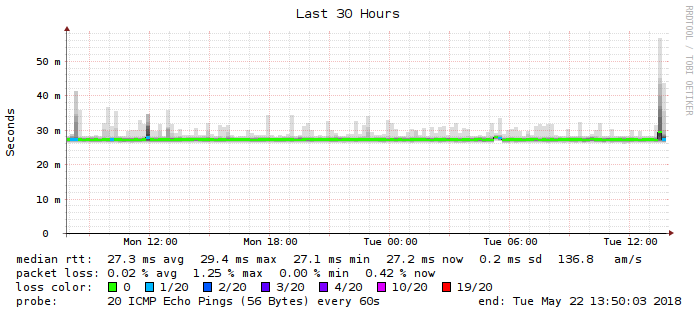 Last 30 Hours
RRDTOOL / TOBI OETIKER
Seconds
50 m
40 m
30 m
20 m
10 m
0
Mon 12:00 Mon 18:00 Tue 00:00 Tue 06:00 Tue 12:00
median rtt: 27.3 ms avg 29.4 ms max 27.1 ms min 27.2 ms now 0.2 ms sd 136.8 am/s
packet loss: 0.02 % avg 1.25 % max 0.00 % min 0.42 % now
loss color: 0 1/20 2/20 3/20 4/20 10/20 19/20
probe: 20 ICMP Echo Pings (56 Bytes) every 60s end: Tue May 22 13:50:03 2018